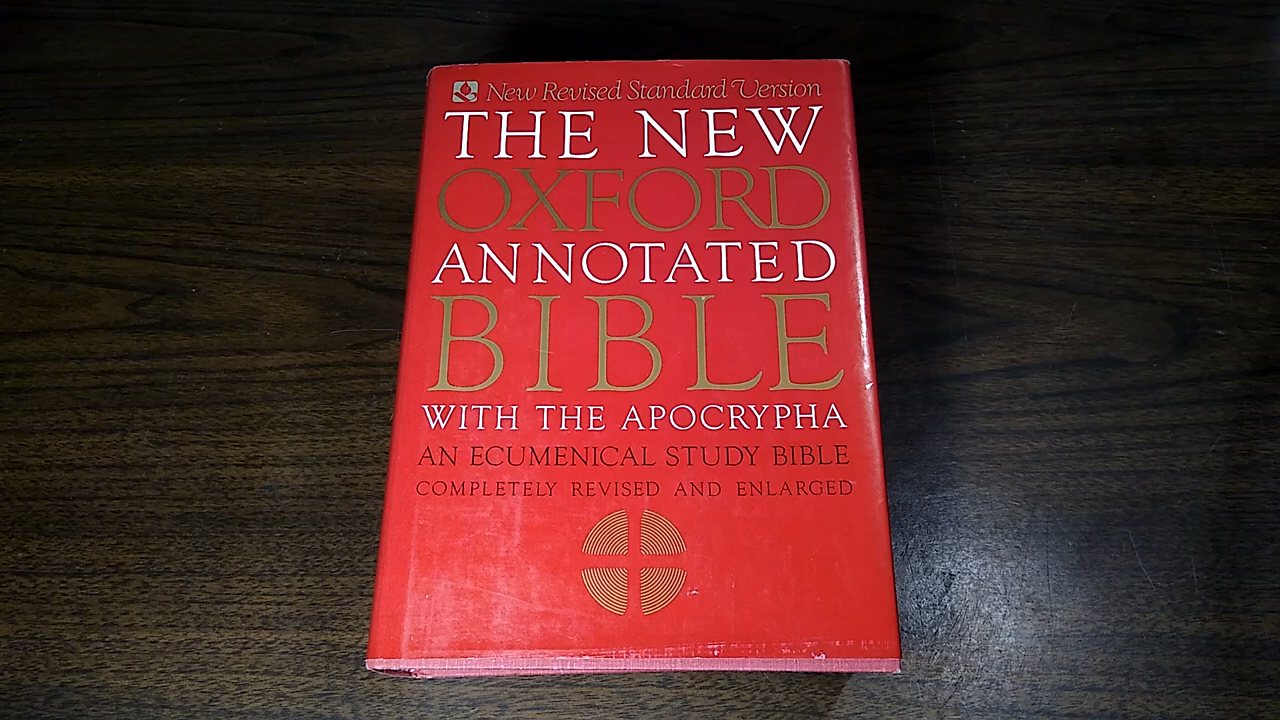 New Revised Standard Version
THE NEW
OXFORD
ANNOTATED
BIBLE
WITH THE APOCRYPHA
AN ECUMENICAL STUDY BIBLE
COMPLETELY REVISED AND ENLARGED